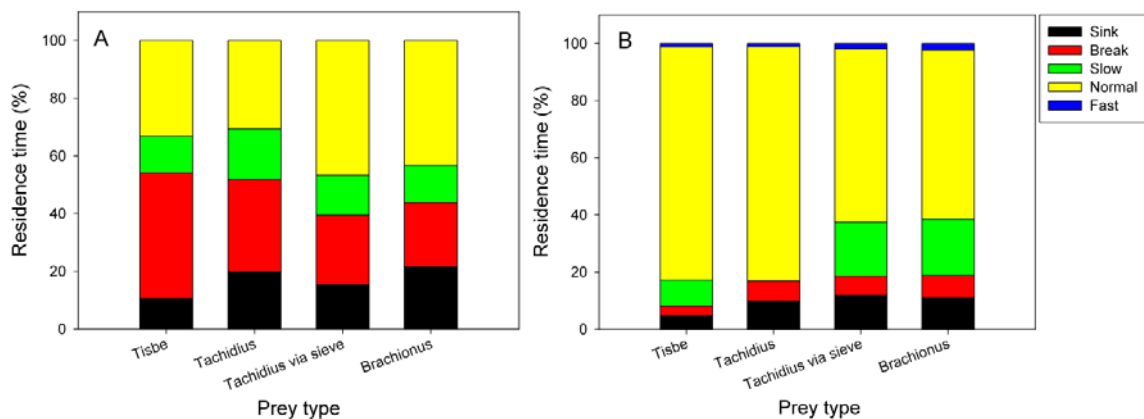 A
100
80
60
40
20
0
Residence time (%)
Tisbe
Tachidius
Tachidius via sieve
Brachionus
Prey type
B
100
80
60
40
20
0
Residence time (%)
Tisbe
Tachidius
Tachidius via sieve
Brachionus
Prey type
Sink
Break
Slow
Normal
Fast